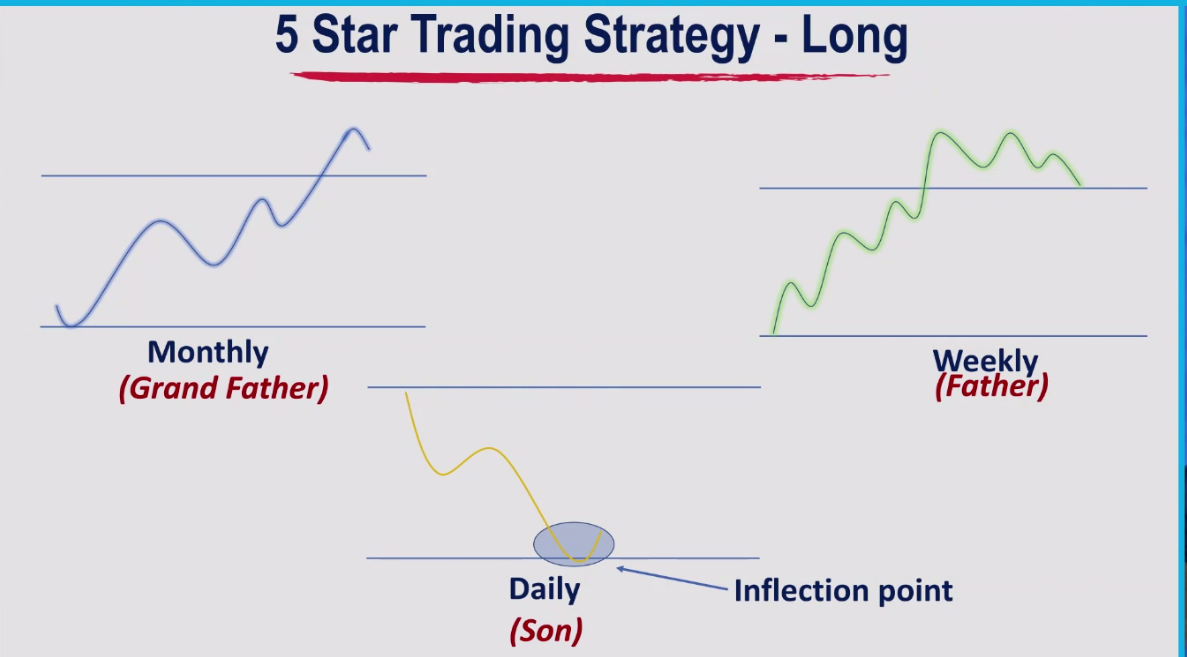 5 Star Trading Strategy - Long
Monthly
(Grand Father)
Weekly
(Father)
Daily
(Son)
Inflection point